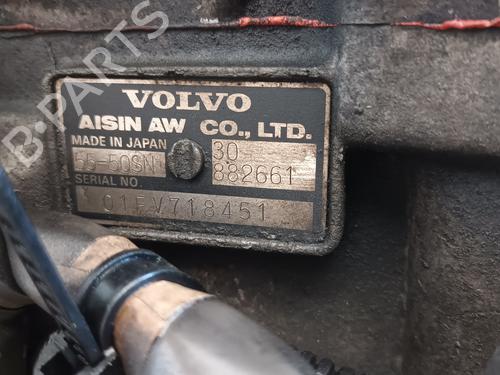 B-PARTS
VOLVO
AISIN AW CO., LTD.
MADE IN JAPAN 30
55-50SN 882661
SERIAL NO.
01FV718451